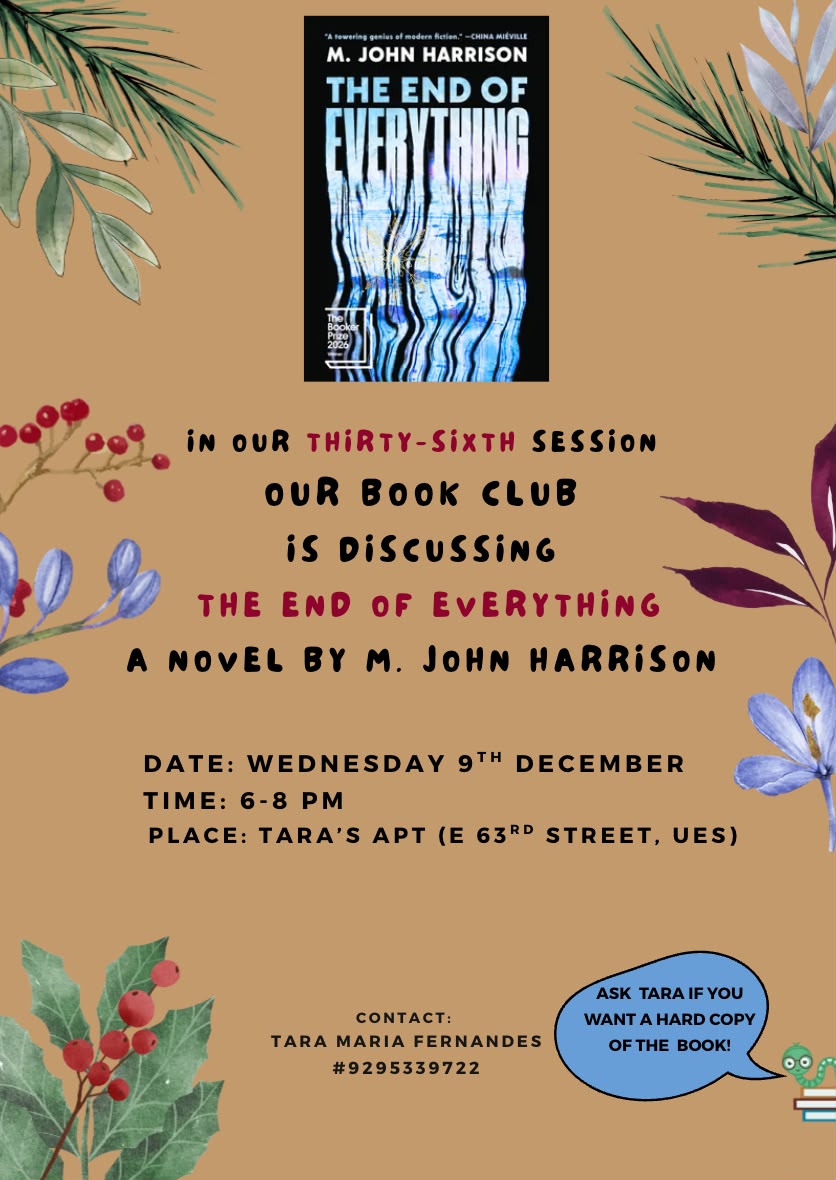 "A towering genius of modern fiction." —CHINA MIÉVILLE
M. JOHN HARRISON
THE END OF
EVERYTHING
The
Booker
Prize
2026
iN OUR THiRTY-SiXTH SESSiON
OUR BOOK CLUB
iS DiSCUSSiNG
THE END OF EVERYTHiNG
A NOVEL BY M. JOHN HARRiSON
DATE: WEDNESDAY 9TH DECEMBER
TIME: 6-8 PM
PLACE: TARA'S APT (E 63RD STREET, UES)
CONTACT:
TARA MARIA FERNANDES
#9295339722
ASK TARA IF YOU
WANT A HARD COPY
OF THE BOOK!